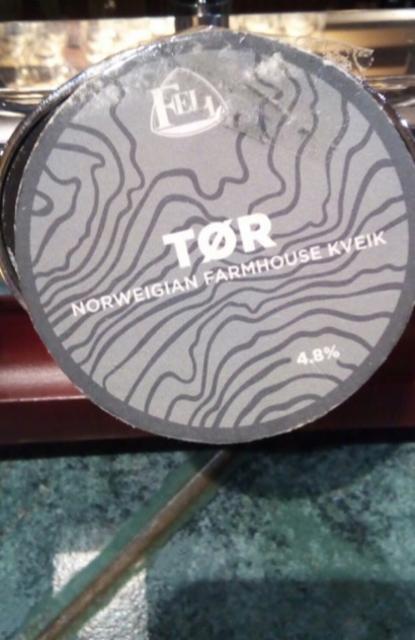 FELL
TØR
NORWEIGIAN FARMHOUSE KVEIK
4.8%